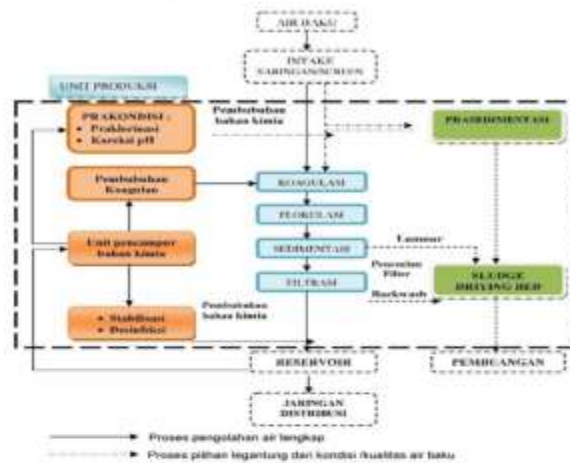 AIR BAKU
INTAKE
SARINGAN/SCREEN
UNIT PRODUKSI
PRAKONDISI :
• Praklorinasi
• Koreksi pH
Pembubuhan
bahan kimia
PRASEDIMENTASI
Pembubuhan
Koagulan
KOAGULASI
FLOKULASI
Unit pencampur
bahan kimia
SEDIMENTASI
Lumpur
FILTRASI
Pencucian
Filter
Backwash
SLUDGE
DRIYING BED
• Stabilisasi
• Desinfeksi
Pembubuhan
bahan kimia
RESERVOIR
PEMBUANGAN
JARINGAN
DISTRIBUSI
Proses pengolahan air lengkap
Proses pilihan tegantung dari kondisi /kualitas air baku